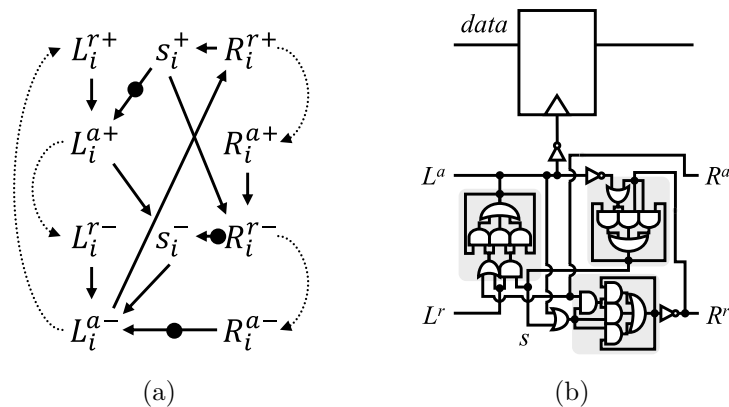 L_i^{r+} s_i^+ R_i^{r+}
L_i^{a+} R_i^{a+}
L_i^{r-} s_i^- R_i^{r-}
L_i^{a-} R_i^{a-}
(a)
data
L^a R^a
L^r R^r
s
(b)